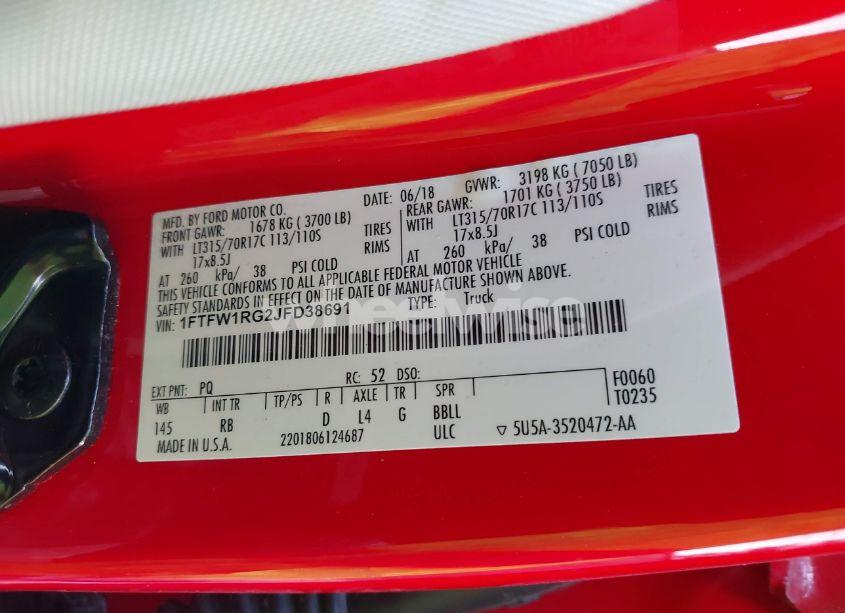 MFD. BY FORD MOTOR CO. DATE: 06/18 GVWR: 3198 KG ( 7050 LB)
FRONT GAWR: 1678 KG ( 3700 LB) REAR GAWR: 1701 KG ( 3750 LB)
WITH LT315/70R17C 113/110S TIRES WITH LT315/70R17C 113/110S TIRES
17x8.5J RIMS 17x8.5J RIMS
AT 260 kPa/ 38 PSI COLD AT 260 kPa/ 38 PSI COLD
THIS VEHICLE CONFORMS TO ALL APPLICABLE FEDERAL MOTOR VEHICLE
SAFETY STANDARDS IN EFFECT ON THE DATE OF MANUFACTURE SHOWN ABOVE.
VIN: 1FTFW1RG2JFD38691 TYPE: Truck
wheelwise
EXT PNT: PQ RC: 52 DSO: F0060
WB INT TR TP/PS R AXLE TR SPR T0235
145 RB D L4 G BBLL
ULC
MADE IN U.S.A. 2201806124687 ▽ 5U5A-3520472-AA